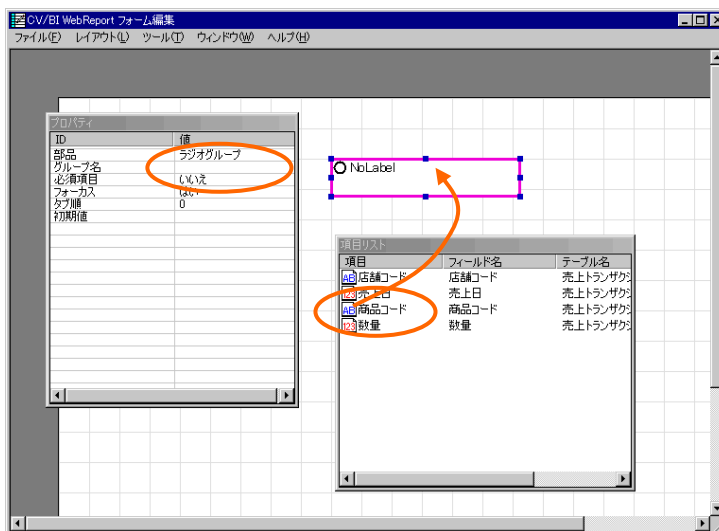 CV/BI WebReport フォーム編集
ファイル(F) レイアウト(L) ツール(T) ウィンドウ(W) ヘルプ(H)
プロパティ
ID 値
部品 ラジオグループ
グループ名
必須項目 いいえ
フォーカス はい
タブ順 0
初期値
NoLabel
項目リスト
項目 フィールド名 テーブル名
AB 店舗コード 店舗コード 売上トランザクシ
123 売上日 売上日 売上トランザクシ
AB 商品コード 商品コード 売上トランザクシ
123 数量 数量 売上トランザクシ